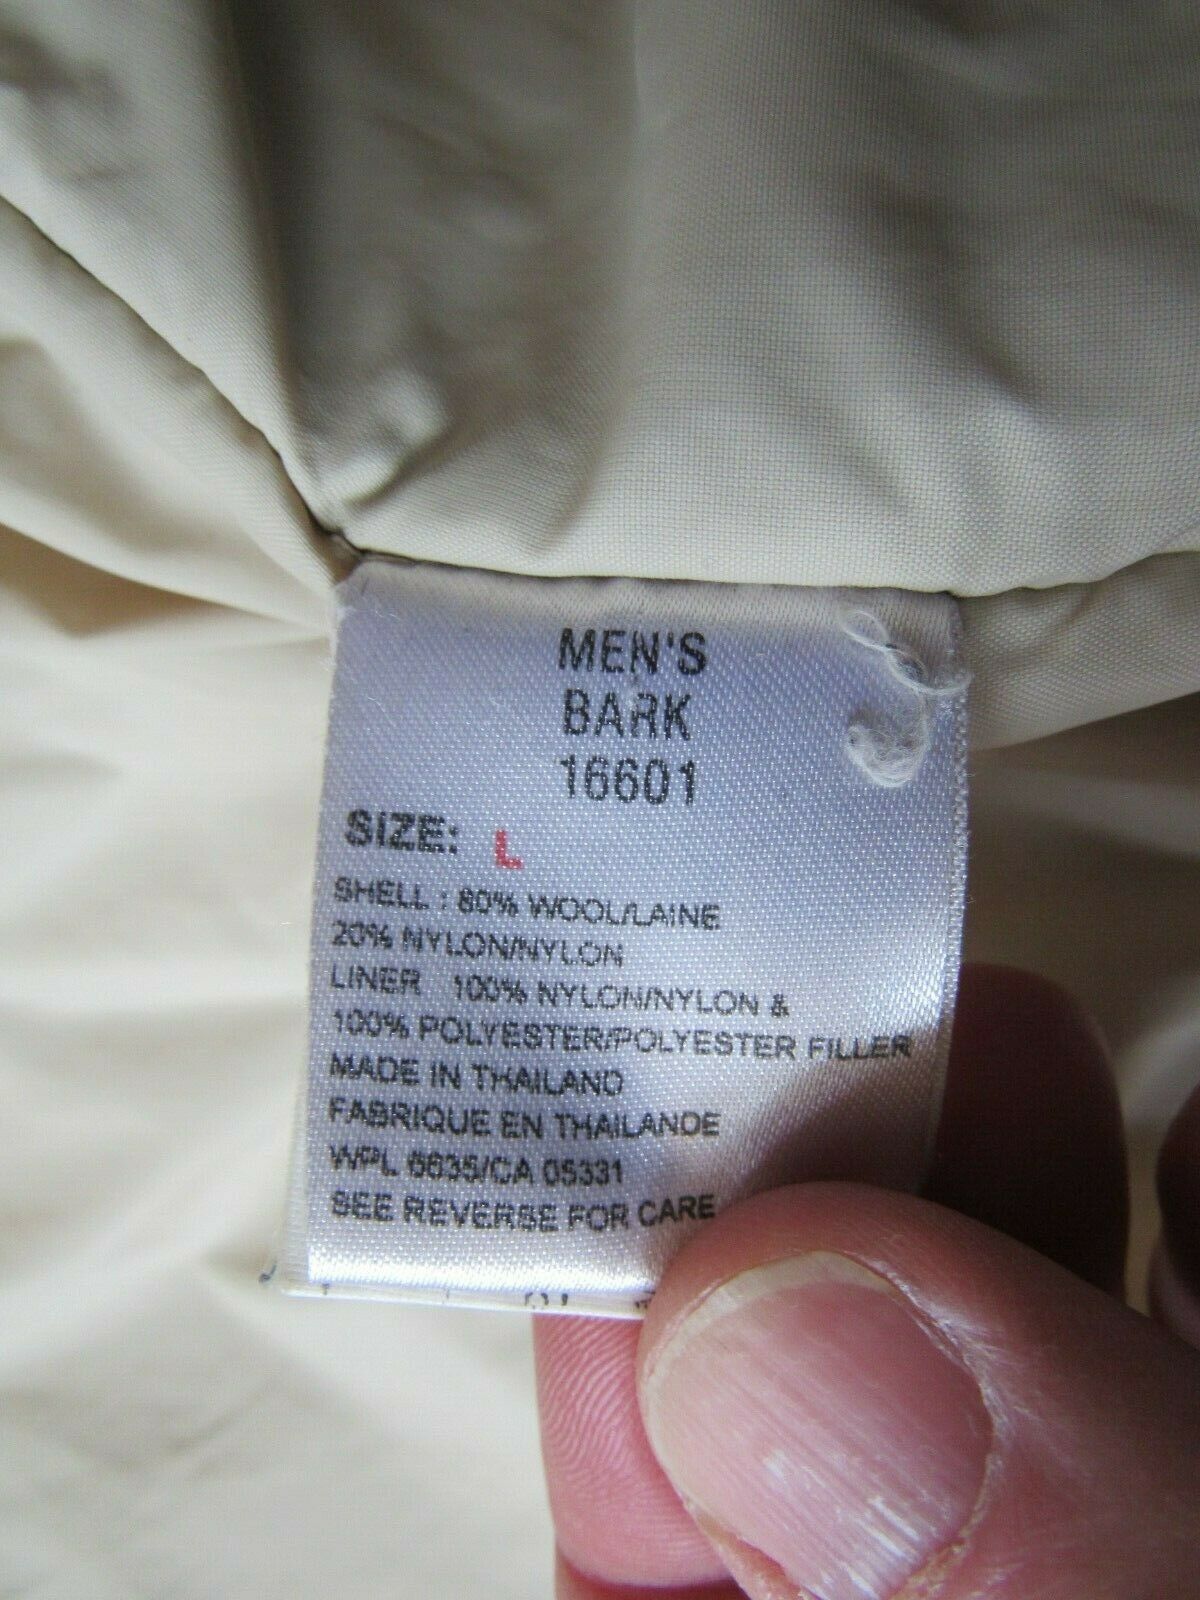 MEN'S
BARK
16601
SIZE: L
SHELL : 80% WOOL/LAINE
20% NYLON/NYLON
LINER 100% NYLON/NYLON &
100% POLYESTER/POLYESTER FILLER
MADE IN THAILAND
FABRIQUE EN THAILANDE
WPL 6635/CA 05331
SEE REVERSE FOR CARE